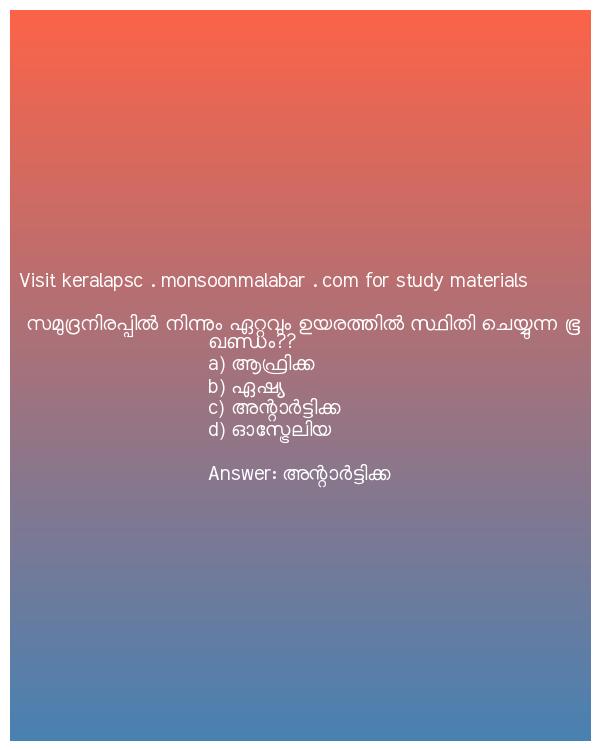 Visit keralapsc . monsoonmalabar . com for study materials
സമുദ്രനിരപ്പിൽ നിന്നും ഏറ്റവും ഉയരത്തിൽ സ്ഥിതി ചെയ്യുന്ന ഭൂ
ഖണ്ഡം??
a) ആഫ്രിക്ക
b) ഏഷ്യ
c) അന്റാർട്ടിക്ക
d) ഓസ്ട്രേലിയ
Answer: അന്റാർട്ടിക്ക